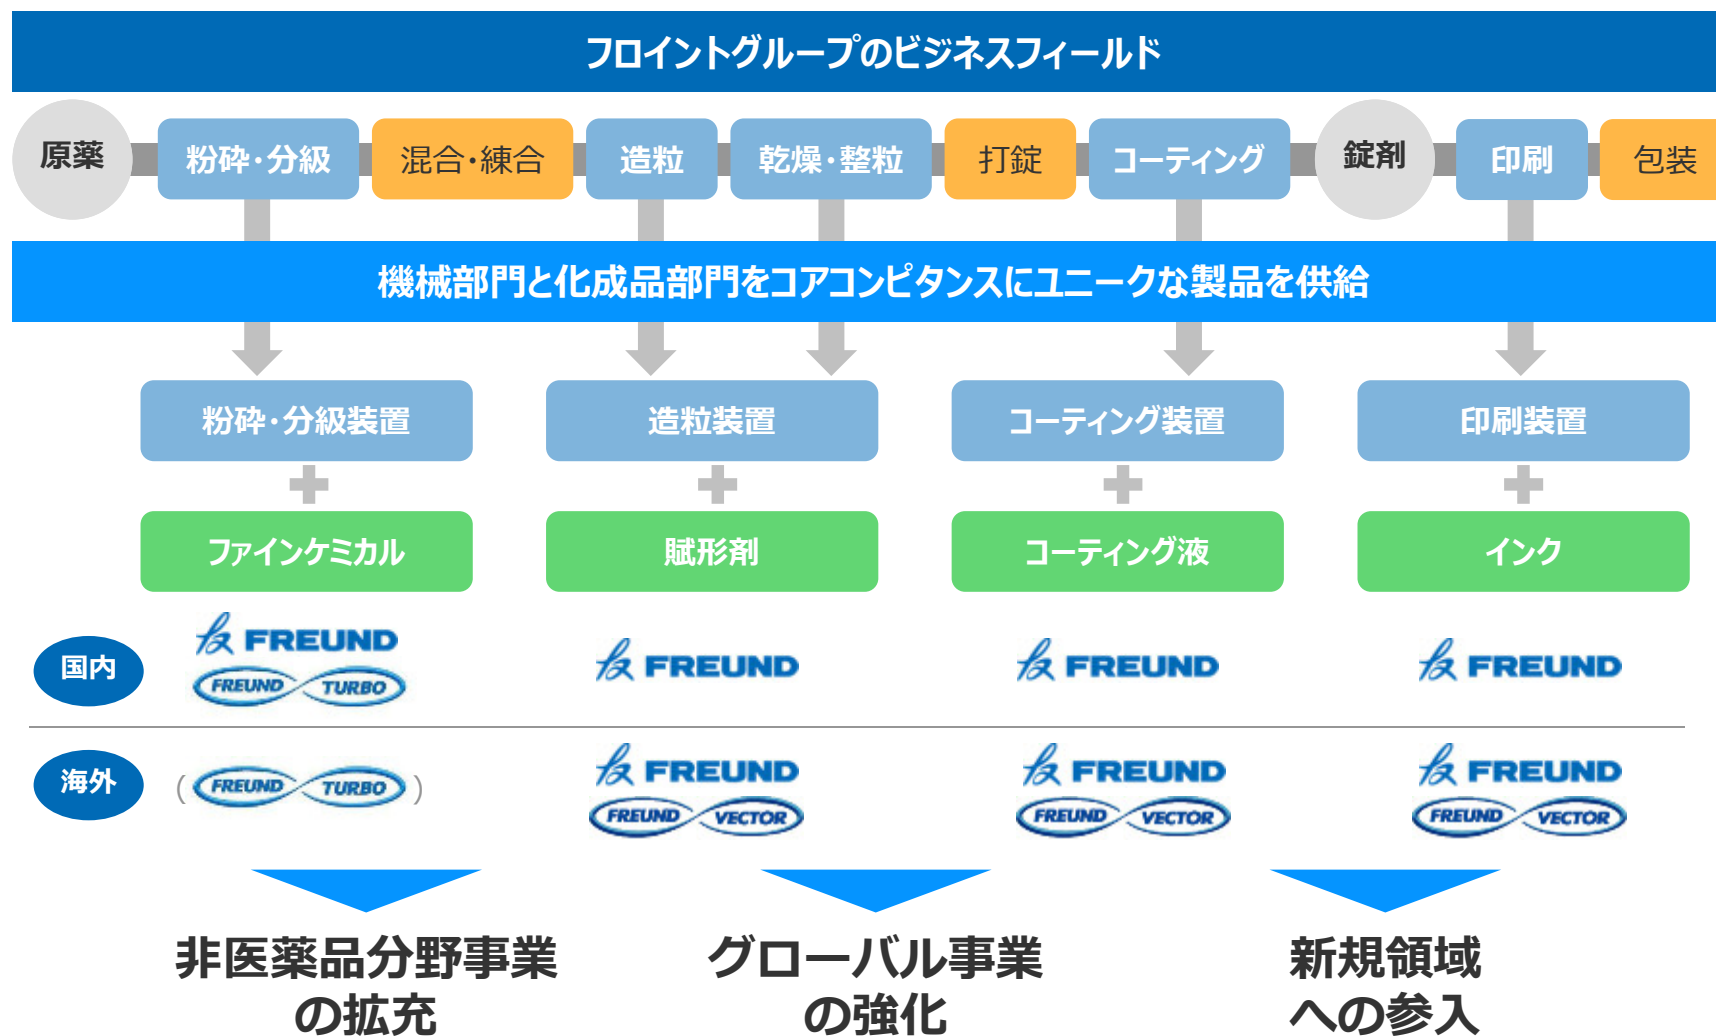 フロイントグループのビジネスフィールド
原薬 粉砕・分級 混合・練合 造粒 乾燥・整粒 打錠 コーティング 錠剤 印刷 包装
機械部門と化成品部門をコアコンピタンスにユニークな製品を供給
粉砕・分級装置 造粒装置 コーティング装置 印刷装置
ファインケミカル 賦形剤 コーティング液 インク
国内
FREUND
FREUND TURBO
FREUND
FREUND
FREUND
海外
(FREUND TURBO)
FREUND
FREUND VECTOR
FREUND
FREUND VECTOR
FREUND
FREUND VECTOR
非医薬品分野事業
の拡充
グローバル事業
の強化
新規領域
への参入